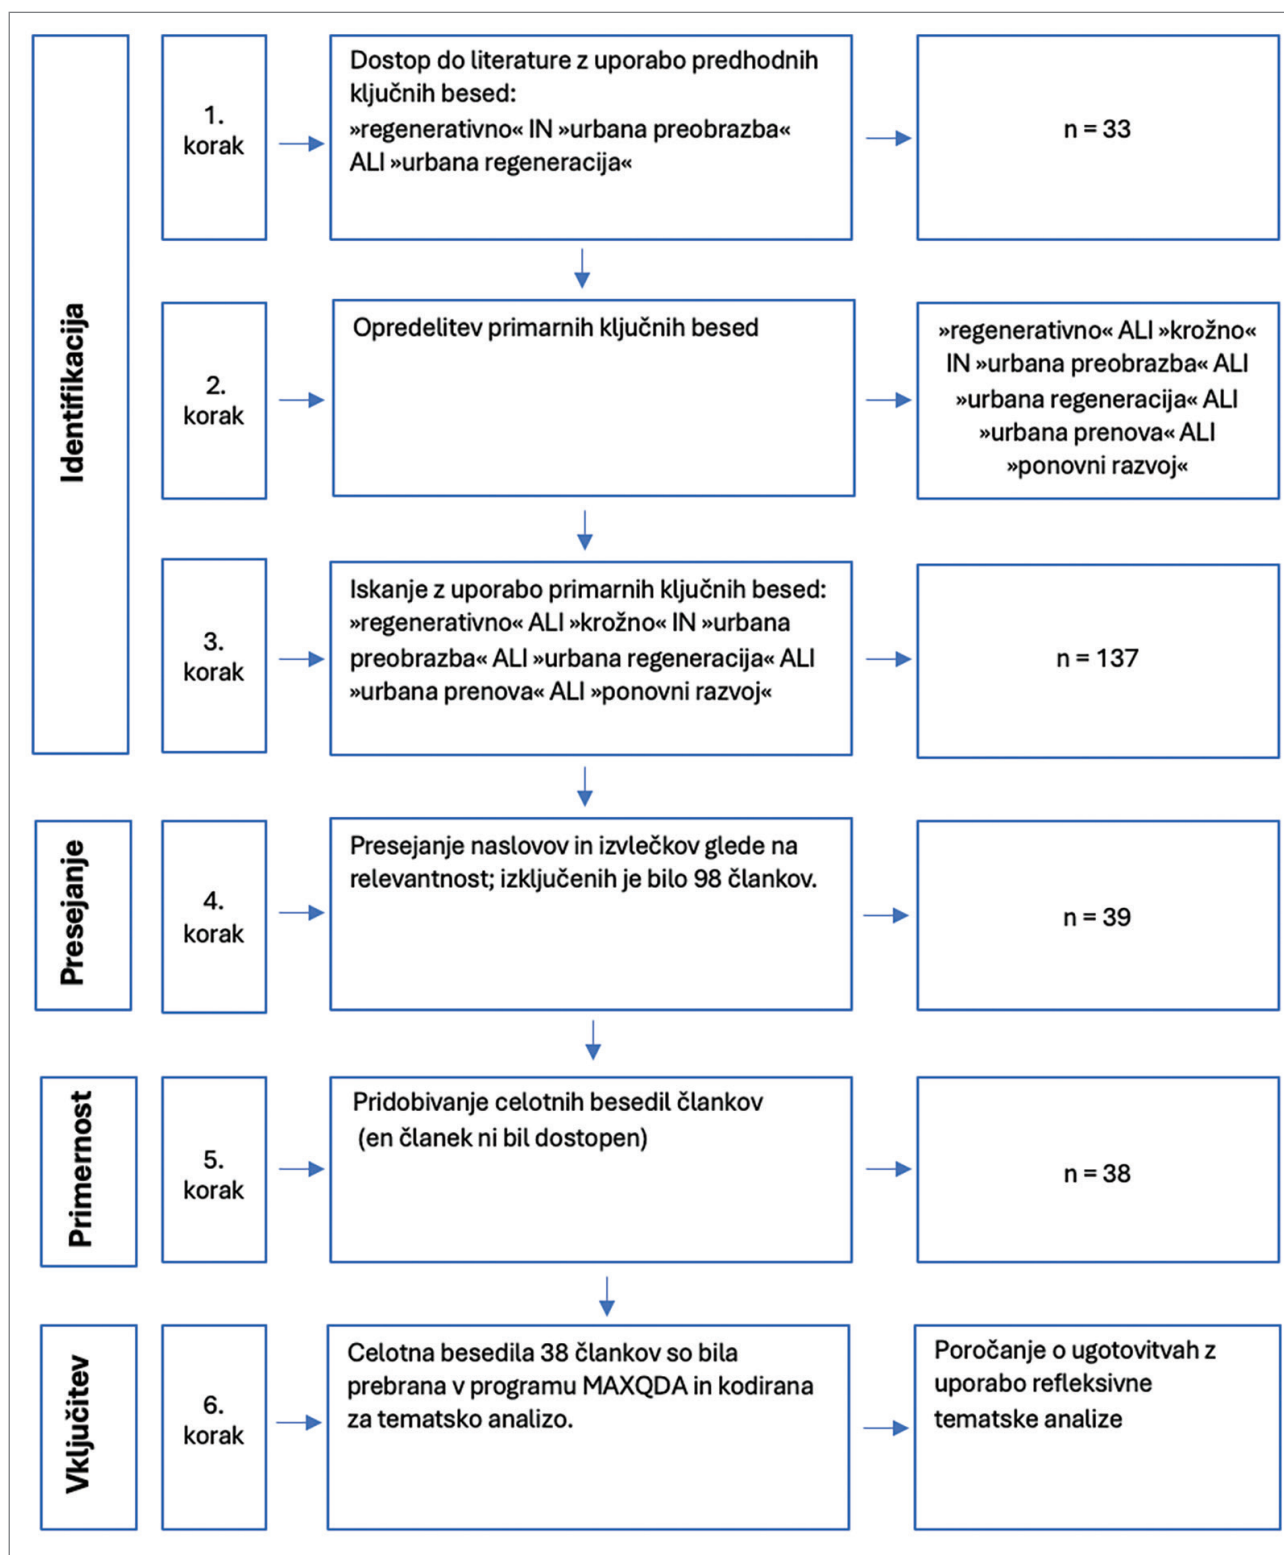 Identifikacija
1.
korak
Dostop do literature z uporabo predhodnih
ključnih besed:
»regenerativno« IN »urbana preobrazba«
ALI »urbana regeneracija«
n = 33
2.
korak
Opredelitev primarnih ključnih besed
»regenerativno« ALI »krožno«
IN »urbana preobrazba« ALI
»urbana regeneracija« ALI
»urbana prenova« ALI
»ponovni razvoj«
3.
korak
Iskanje z uporabo primarnih ključnih besed:
»regenerativno« ALI »krožno« IN »urbana
preobrazba« ALI »urbana regeneracija« ALI
»urbana prenova« ALI »ponovni razvoj«
n = 137
Presejanje
4.
korak
Presejanje naslovov in izvlečkov glede na
relevantnost; izključenih je bilo 98 člankov.
n = 39
Primernost
5.
korak
Pridobivanje celotnih besedil člankov
(en članek ni bil dostopen)
n = 38
Vključitev
6.
korak
Celotna besedila 38 člankov so bila
prebrana v programu MAXQDA in kodirana
za tematsko analizo.
Poročanje o ugotovitvah z
uporabo refleksivne
tematske analize